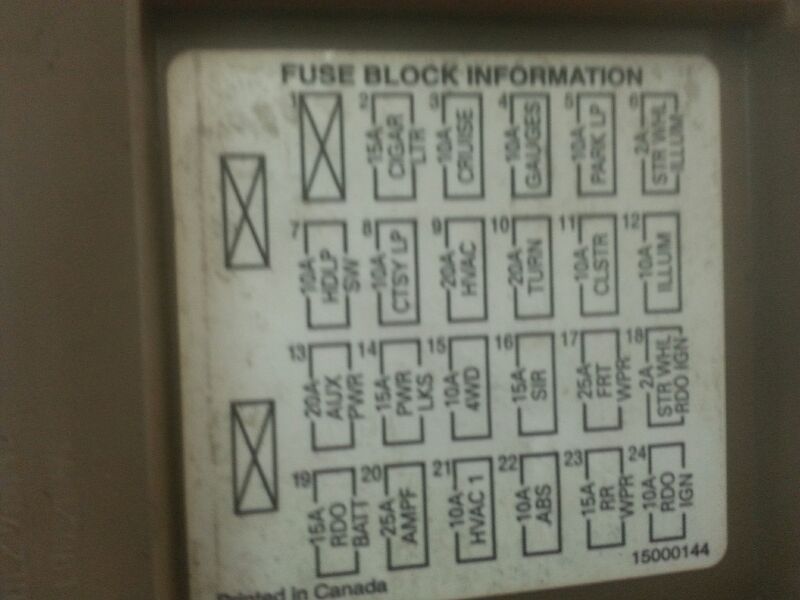 FUSE BLOCK INFORMATION
1
2
15A
CIGAR
LTR
3
10A
CRUISE
4
10A
GAUGES
5
10A
PARK LP
6
2A
STR WHL
ILLUM
7
10A
HDLP
SW
8
10A
CTSY LP
9
20A
HVAC
10
20A
TURN
11
10A
CLSTR
12
10A
ILLUM
13
20A
AUX
PWR
14
15A
PWR
LKS
15
10A
4WD
16
15A
SIR
17
25A
FRT
WPR
18
2A
STR WHL
RDO IGN
19
15A
RDO
BATT
20
25A
AMPF
21
10A
HVAC 1
22
10A
ABS
23
15A
RR
WPR
24
10A
RDO
IGN
15000144
Printed in Canada